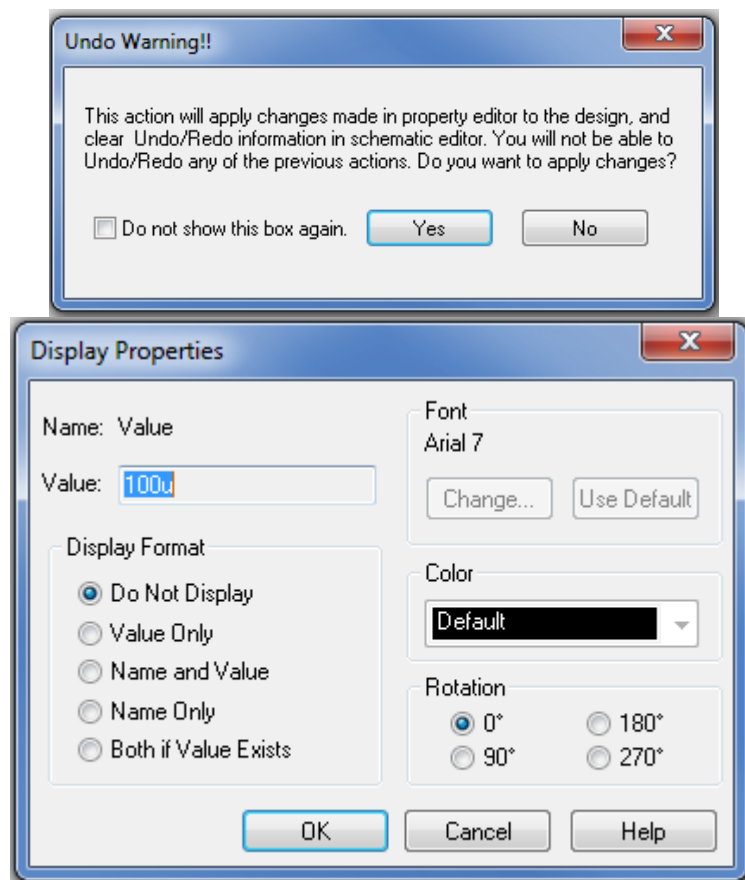 Undo Warning!!
This action will apply changes made in property editor to the design, and
clear Undo/Redo information in schematic editor. You will not be able to
Undo/Redo any of the previous actions. Do you want to apply changes?
Do not show this box again.
Yes
No
Display Properties
Name: Value
Value: 100u
Font
Arial 7
Change...
Use Default
Display Format
Do Not Display
Value Only
Name and Value
Name Only
Both if Value Exists
Color
Default
Rotation
0°
180°
90°
270°
OK
Cancel
Help